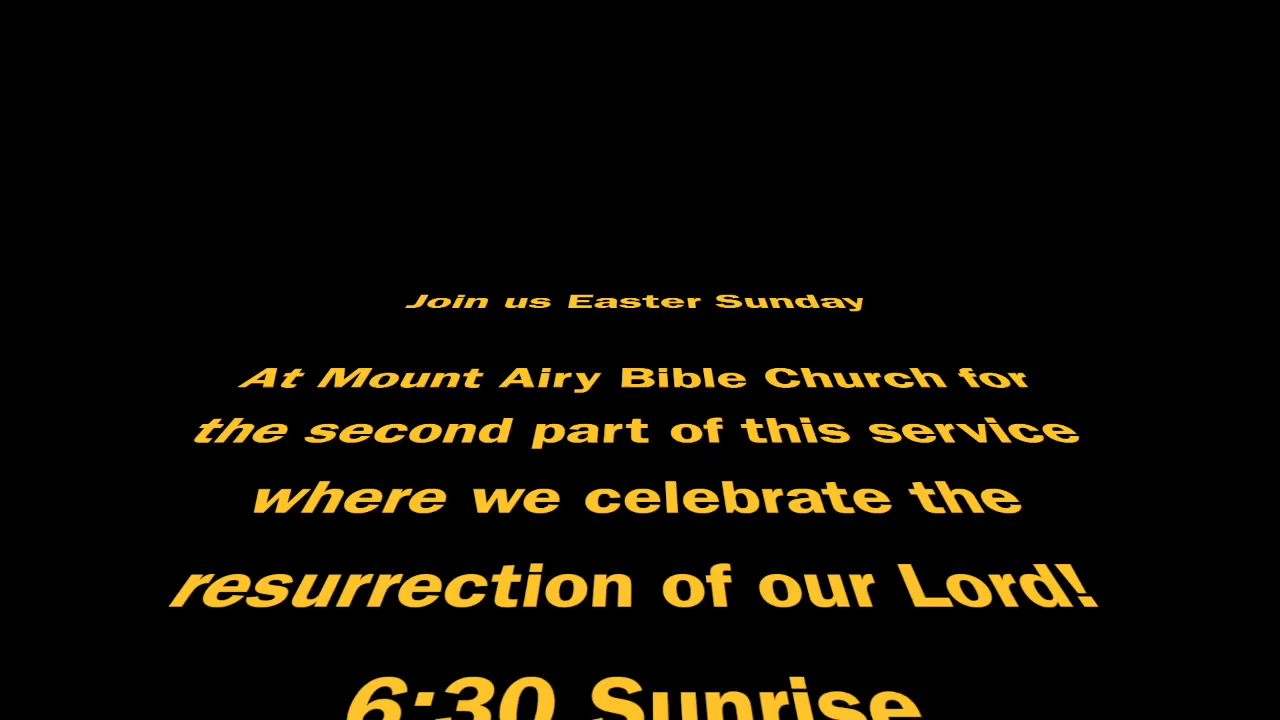 Join us Easter Sunday
At Mount Airy Bible Church for
the second part of this service
where we celebrate the
resurrection of our Lord!
6:30 Sunrise